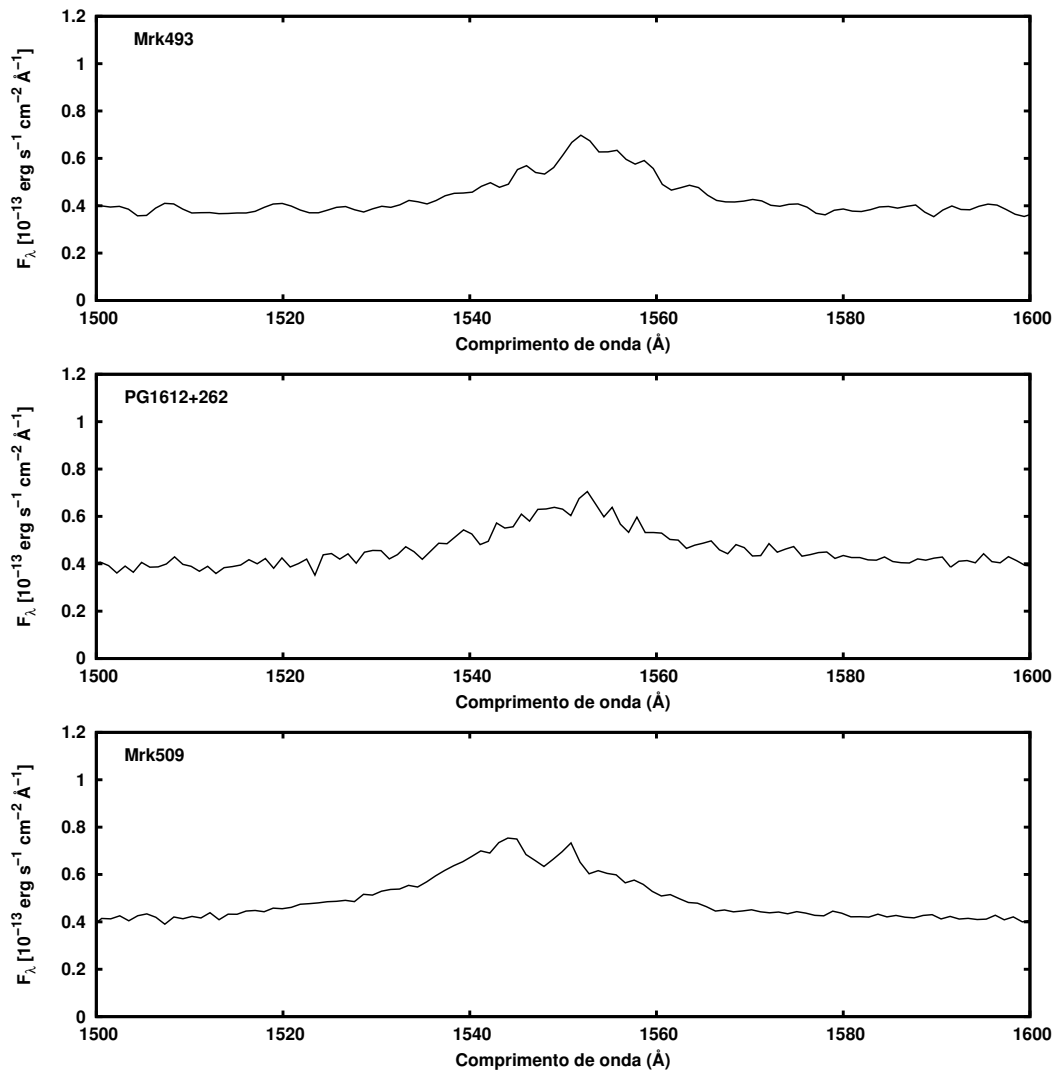 1.2
Mrk493
1
0.8
0.6
0.4
0.2
0
F_λ [10⁻¹³ erg s⁻¹ cm⁻² Å⁻¹]
1500 1520 1540 1560 1580 1600
Comprimento de onda (Å)
1.2
PG1612+262
1
0.8
0.6
0.4
0.2
0
F_λ [10⁻¹³ erg s⁻¹ cm⁻² Å⁻¹]
1500 1520 1540 1560 1580 1600
Comprimento de onda (Å)
1.2
Mrk509
1
0.8
0.6
0.4
0.2
0
F_λ [10⁻¹³ erg s⁻¹ cm⁻² Å⁻¹]
1500 1520 1540 1560 1580 1600
Comprimento de onda (Å)